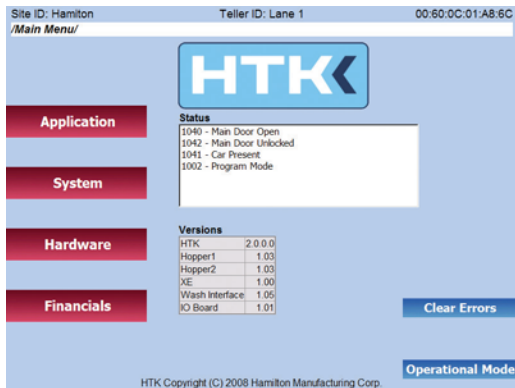 Site ID: Hamilton Teller ID: Lane 1 00:60:0C:01:A8:6C
/Main Menu/
HTK
Application
System
Hardware
Financials
Status
1040 - Main Door Open
1042 - Main Door Unlocked
1041 - Car Present
1002 - Program Mode
Versions
HTK 2.0.0.0
Hopper1 1.03
Hopper2 1.03
XE 1.00
Wash Interface 1.05
IO Board 1.01
Clear Errors
Operational Mode
HTK Copyright (C) 2008 Hamilton Manufacturing Corp.